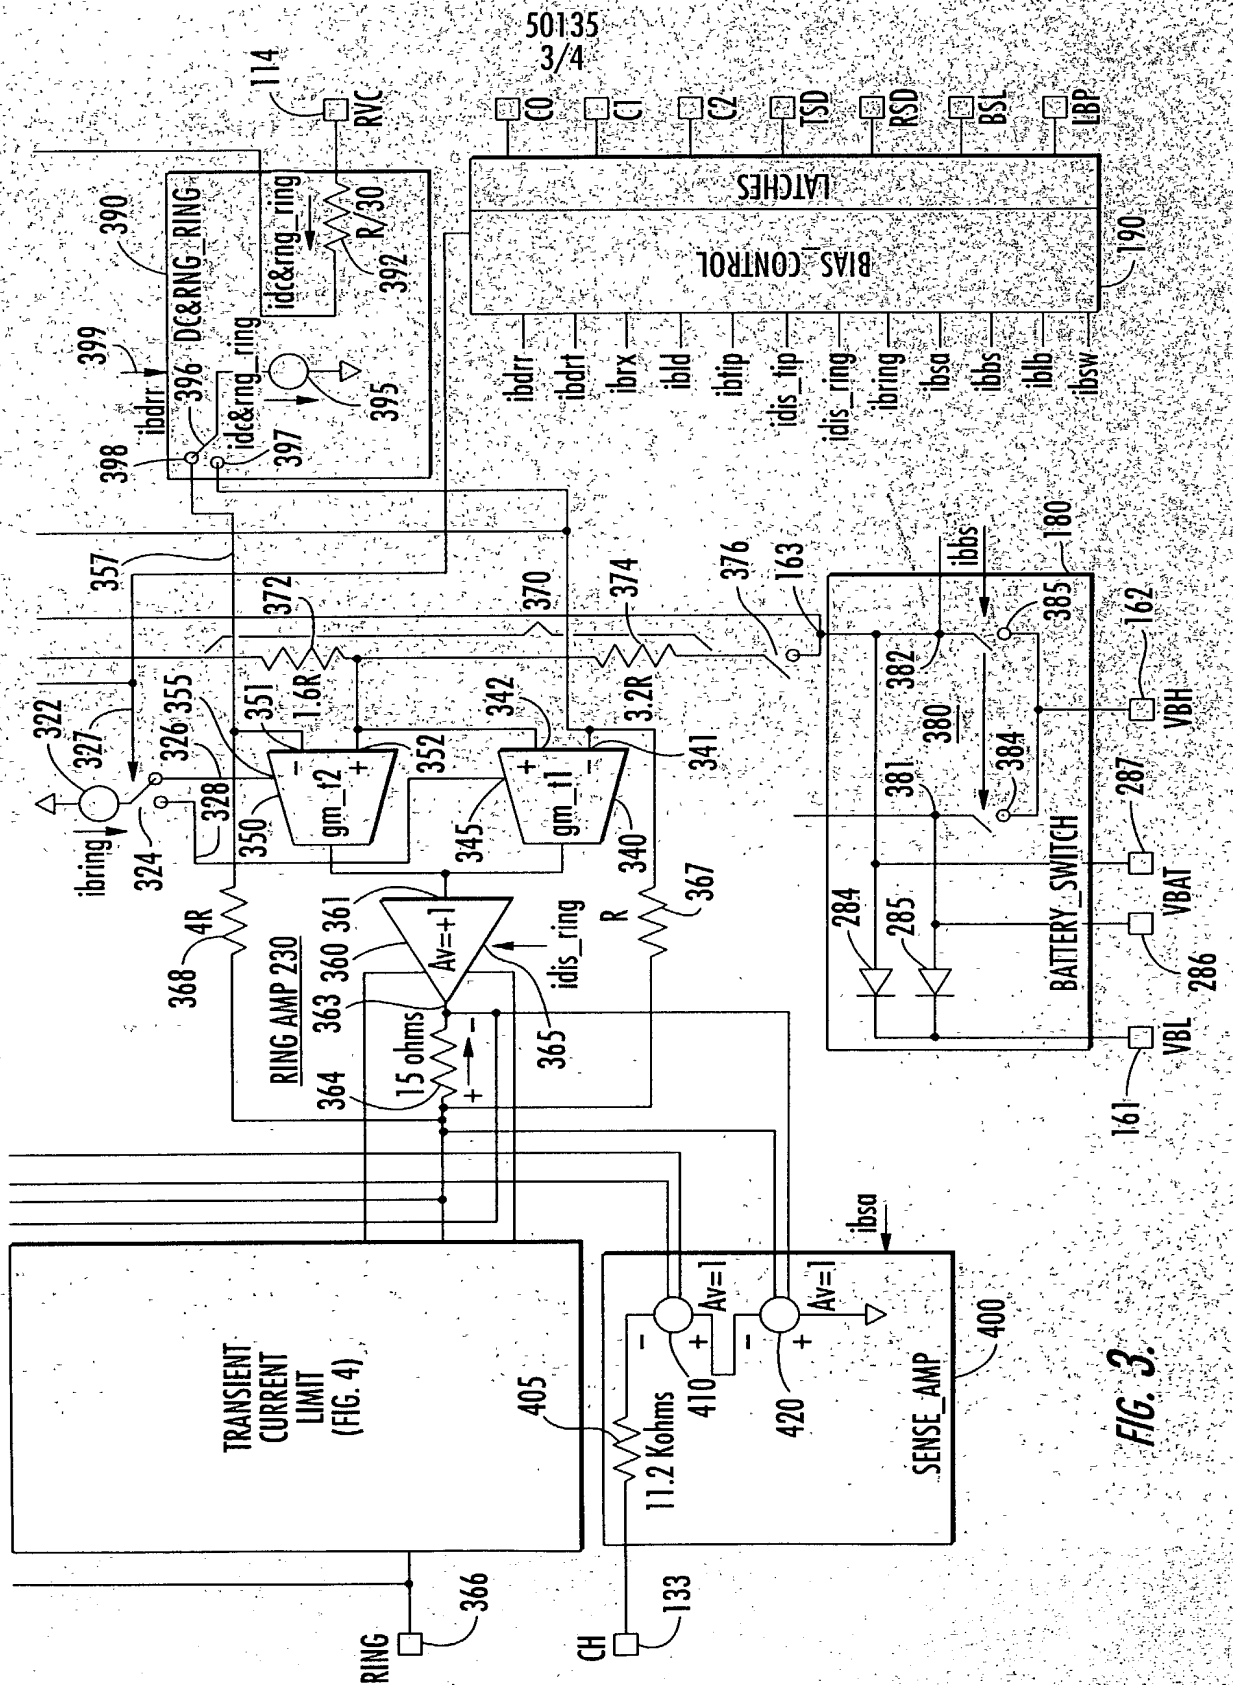 50135
3/4
114
RVC
390
DC&RNG_RING
idc&rng_ring
R/30
392
399
ibdrr
396
398
idc&rng_ring
397
395
C0
C1
C2
TSD
RSD
BSL
LBP
LATCHES
BIAS_CONTROL
190
ibdrr
ibdrt
ibrx
ibld
ibtip
idis_tip
idis_ring
ibring
ibsa
ibbs
iblb
ibsw
357
372
1.6R
370
374
3.2R
376
163
322
327
355
326
351
328
ibring
324
350
gm_f2
-
+
352
342
345
gm_f1
+
-
341
340
4R
368
RING AMP 230
360
361
Av=+1
363
idis_ring
365
15 ohms
364
+
-
R
367
180
ibbs
385
382
380
384
381
162
VBH
287
VBAT
286
284
285
BATTERY_SWITCH
VBL
161
TRANSIENT
CURRENT
LIMIT
(FIG. 4)
RING
366
ibsa
Av=1
Av=1
-
+
-
+
410
420
405
11.2 Kohms
SENSE_AMP
400
CH
133
FIG. 3.